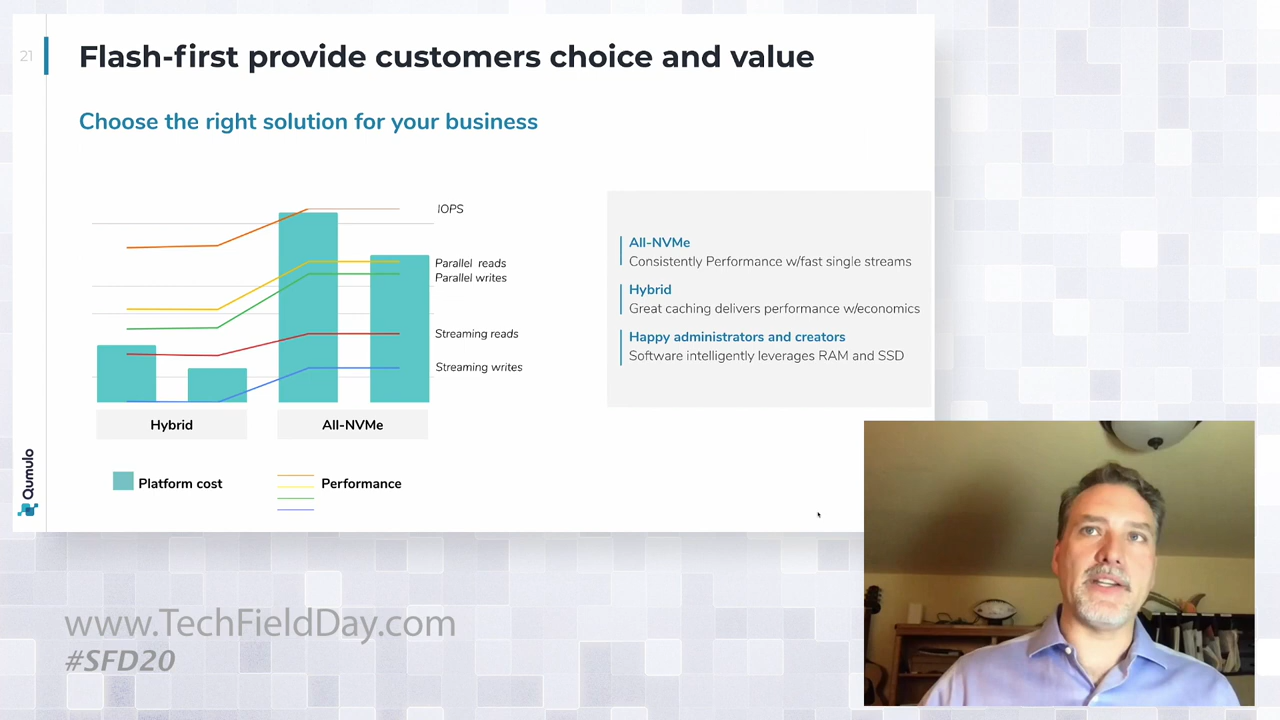 21
Flash-first provide customers choice and value
Choose the right solution for your business
IOPS
Parallel reads
Parallel writes
Streaming reads
Streaming writes
Hybrid
All-NVMe
Platform cost
Performance
All-NVMe
Consistently Performance w/fast single streams
Hybrid
Great caching delivers performance w/economics
Happy administrators and creators
Software intelligently leverages RAM and SSD
Qumulo
www.TechFieldDay.com
#SFD20